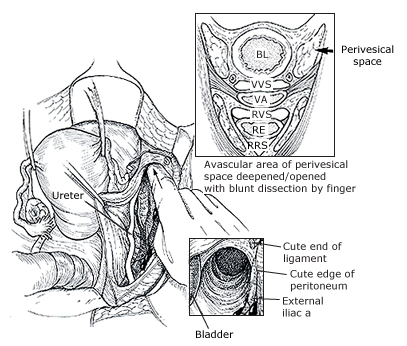 BL
VVS
VA
RVS
RE
RRS
Perivesical
space
Avascular area of perivesical
space deepened/opened
with blunt dissection by finger
Ureter
Cute end of
ligament
Cute edge of
peritoneum
External
iliac a
Bladder